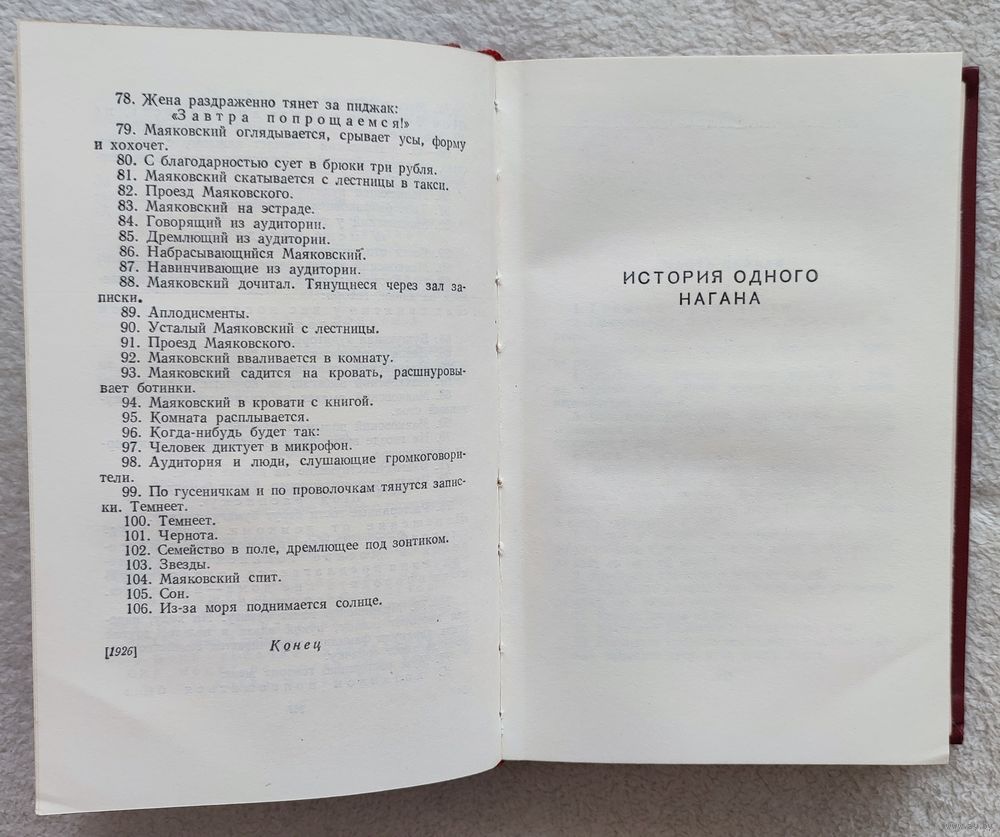 78. Жена раздраженно тянет за пиджак:
«Завтра попрощаемся!»
79. Маяковский оглядывается, срывает усы, форму
и хохочет.
80. С благодарностью сует в брюки три рубля.
81. Маяковский скатывается с лестницы в такси.
82. Проезд Маяковского.
83. Маяковский на эстраде.
84. Говорящий из аудитории.
85. Дремлющий из аудитории.
86. Набрасывающийся Маяковский.
87. Навинчивающие из аудитории.
88. Маяковский дочитал. Тянущиеся через зал за-
писки.
89. Аплодисменты.
90. Усталый Маяковский с лестницы.
91. Проезд Маяковского.
92. Маяковский вваливается в комнату.
93. Маяковский садится на кровать, расшнуровы-
вает ботинки.
94. Маяковский в кровати с книгой.
95. Комната расплывается.
96. Когда-нибудь будет так:
97. Человек диктует в микрофон.
98. Аудитория и люди, слушающие громкоговори-
тели.
99. По гусеничкам и по проволочкам тянутся запис-
ки. Темнеет.
100. Темнеет.
101. Чернота.
102. Семейство в поле, дремлющее под зонтиком.
103. Звезды.
104. Маяковский спит.
105. Сон.
106. Из-за моря поднимается солнце.
[1926] Конец
ИСТОРИЯ ОДНОГО
НАГАНА